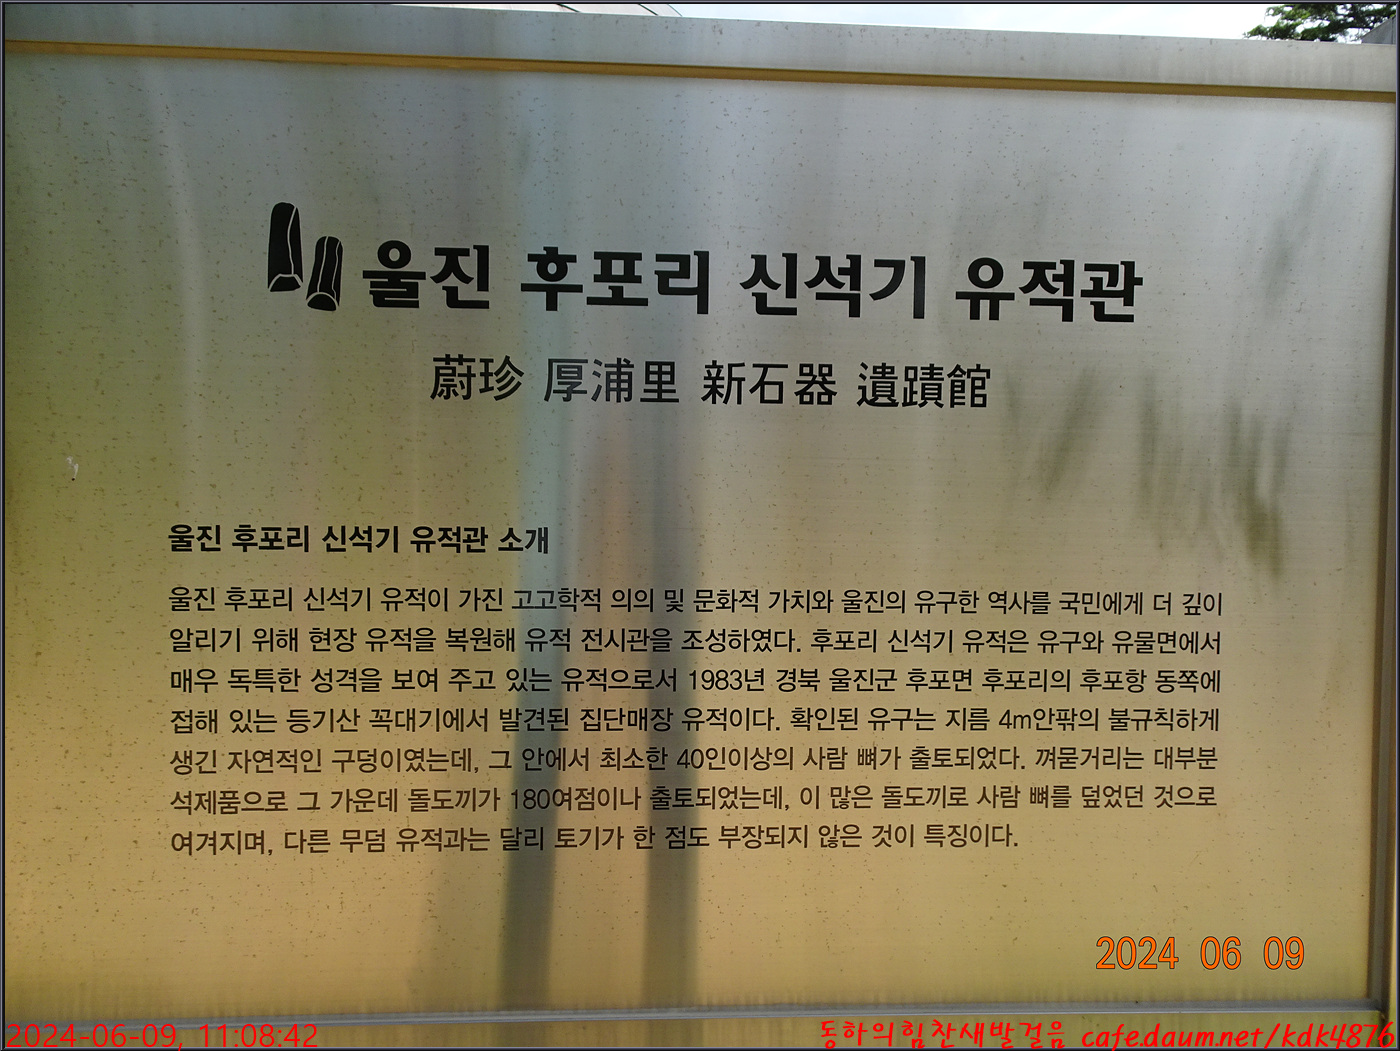 울진 후포리 신석기 유적관
蔚珍 厚浦里 新石器 遺蹟館
울진 후포리 신석기 유적관 소개
울진 후포리 신석기 유적이 가진 고고학적 의의 및 문화적 가치와 울진의 유구한 역사를 국민에게 더 깊이
알리기 위해 현장 유적을 복원해 유적 전시관을 조성하였다. 후포리 신석기 유적은 유구와 유물면에서
매우 독특한 성격을 보여 주고 있는 유적으로서 1983년 경북 울진군 후포면 후포리의 후포항 동쪽에
접해 있는 등기산 꼭대기에서 발견된 집단매장 유적이다. 확인된 유구는 지름 4m안팎의 불규칙하게
생긴 자연적인 구덩이였는데, 그 안에서 최소한 40인이상의 사람 뼈가 출토되었다. 껴묻거리는 대부분
석제품으로 그 가운데 돌도끼가 180여점이나 출토되었는데, 이 많은 돌도끼로 사람 뼈를 덮었던 것으로
여겨지며, 다른 무덤 유적과는 달리 토기가 한 점도 부장되지 않은 것이 특징이다.
2024 06 09
2024-06-09, 11:08:42
동하의힘찬새발걸음 cafe.daum.net/kdk4876